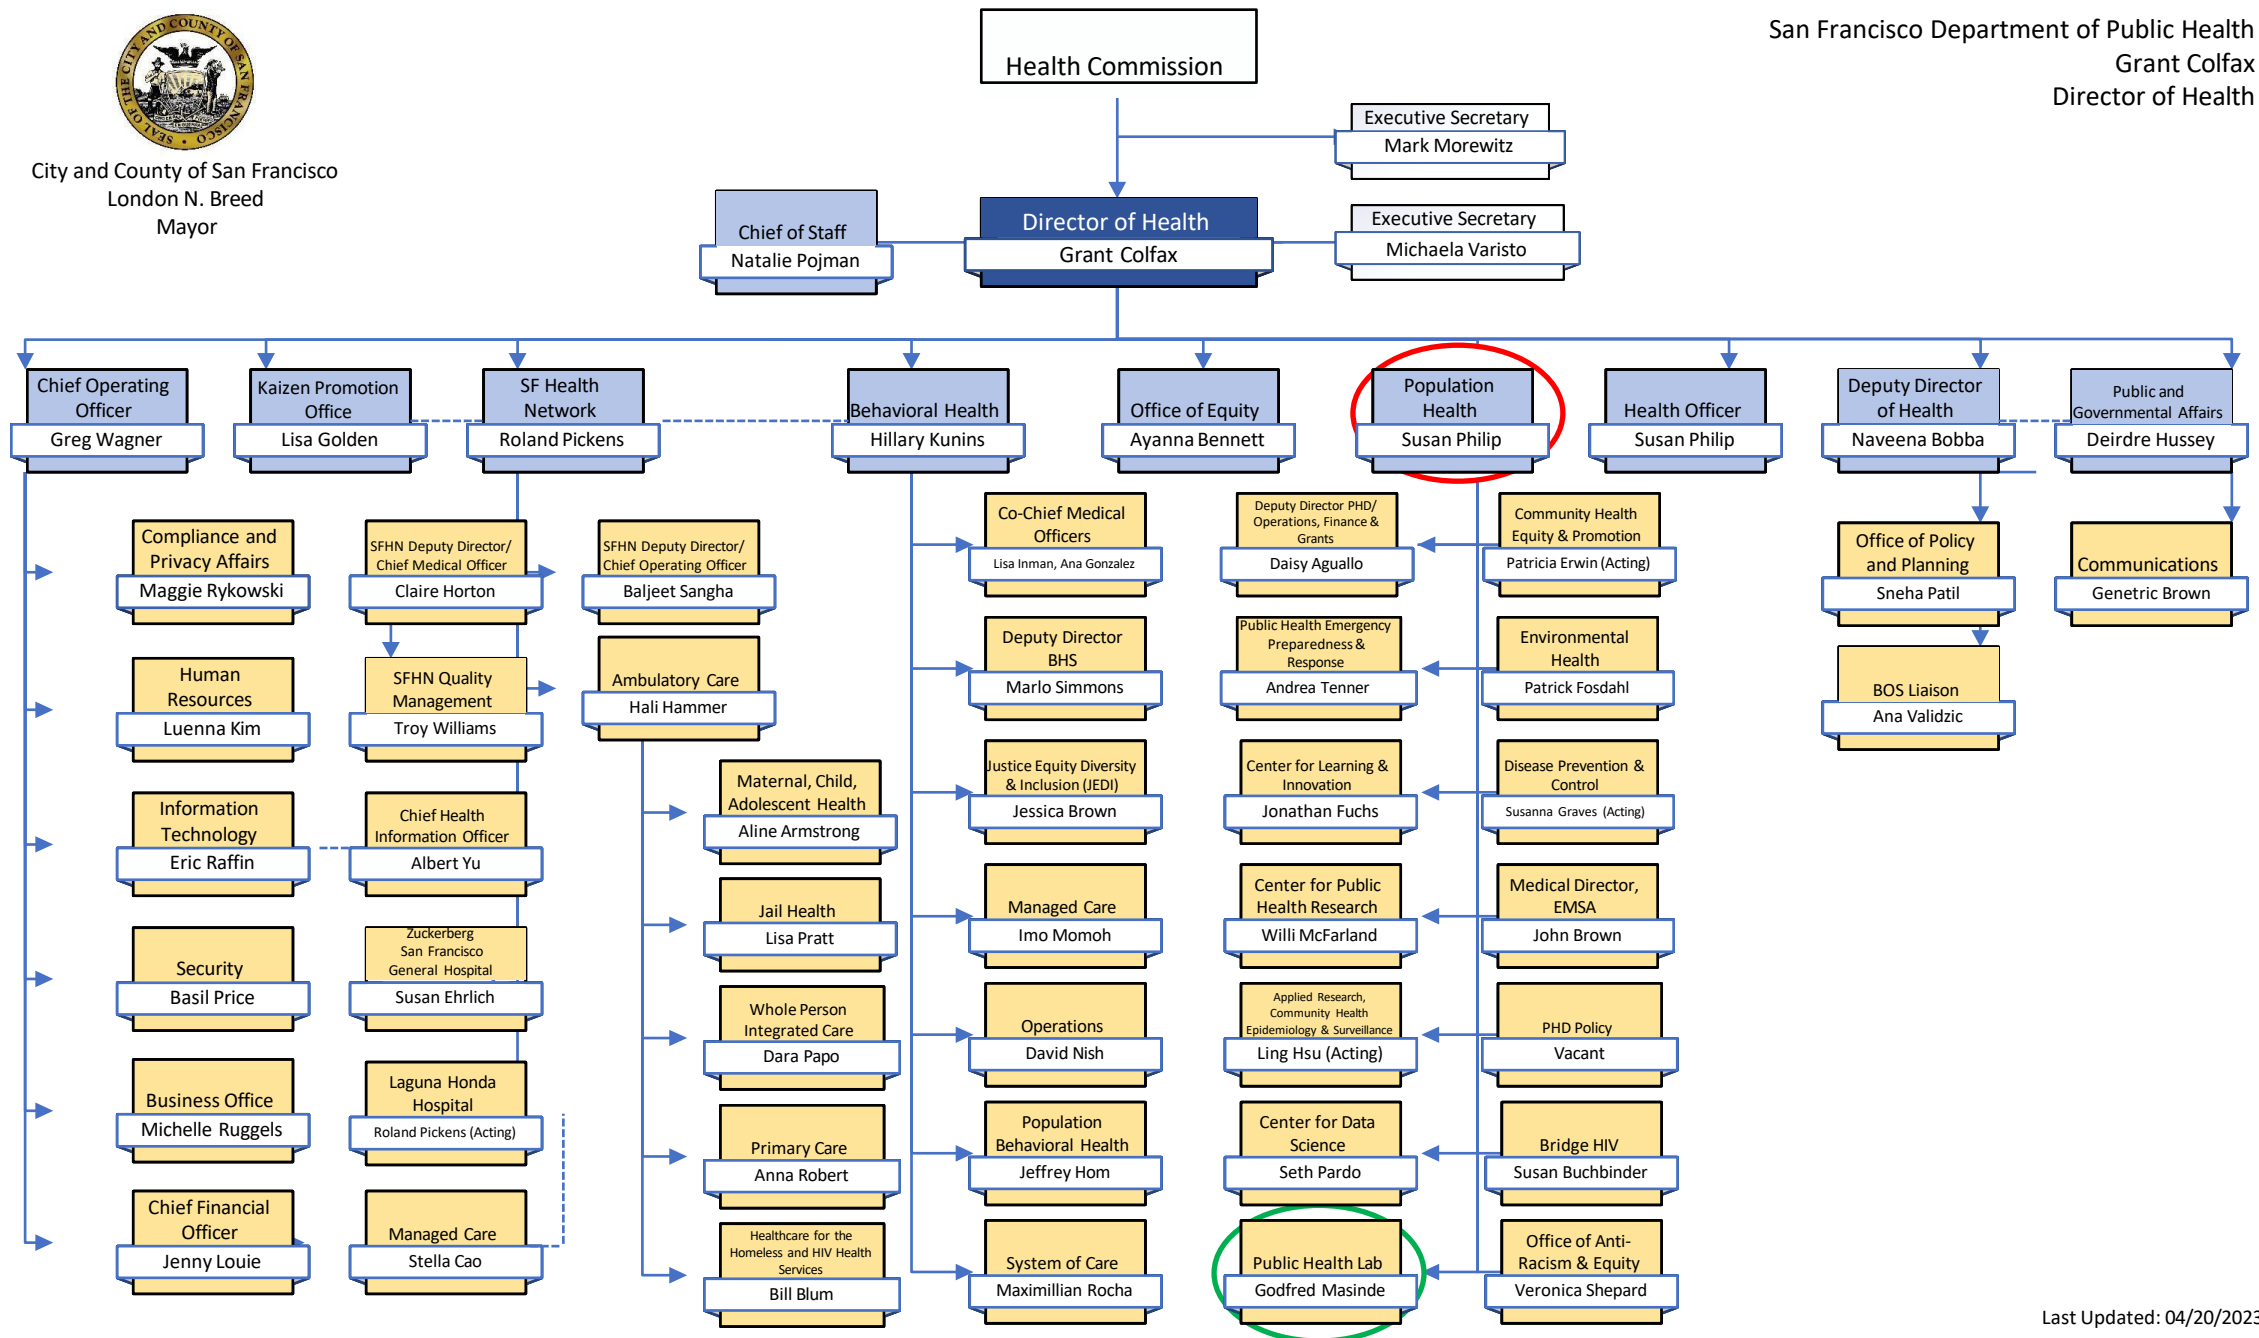 SEAL OF THE CITY AND COUNTY OF SAN FRANCISCO
City and County of San Francisco
London N. Breed
Mayor
San Francisco Department of Public Health
Grant Colfax
Director of Health
Health Commission
Executive Secretary
Mark Morewitz
Chief of Staff
Natalie Pojman
Director of Health
Grant Colfax
Executive Secretary
Michaela Varisto
Chief Operating
Officer
Greg Wagner
Kaizen Promotion
Office
Lisa Golden
SF Health
Network
Roland Pickens
Behavioral Health
Hillary Kunins
Office of Equity
Ayanna Bennett
Population
Health
Susan Philip
Health Officer
Susan Philip
Deputy Director
of Health
Naveena Bobba
Public and
Governmental Affairs
Deirdre Hussey
Compliance and
Privacy Affairs
Maggie Rykowski
Human
Resources
Luenna Kim
Information
Technology
Eric Raffin
Security
Basil Price
Business Office
Michelle Ruggels
Chief Financial
Officer
Jenny Louie
SFHN Deputy Director/
Chief Medical Officer
Claire Horton
SFHN Quality
Management
Troy Williams
Chief Health
Information Officer
Albert Yu
Zuckerberg
San Francisco
General Hospital
Susan Ehrlich
Laguna Honda
Hospital
Roland Pickens (Acting)
Managed Care
Stella Cao
SFHN Deputy Director/
Chief Operating Officer
Baljeet Sangha
Ambulatory Care
Hali Hammer
Maternal, Child,
Adolescent Health
Aline Armstrong
Jail Health
Lisa Pratt
Whole Person
Integrated Care
Dara Papo
Primary Care
Anna Robert
Healthcare for the
Homeless and HIV Health
Services
Bill Blum
Co-Chief Medical
Officers
Lisa Inman, Ana Gonzalez
Deputy Director
BHS
Marlo Simmons
Justice Equity Diversity
& Inclusion (JEDI)
Jessica Brown
Managed Care
Imo Momoh
Operations
David Nish
Population
Behavioral Health
Jeffrey Hom
System of Care
Maximillian Rocha
Deputy Director PHD/
Operations, Finance &
Grants
Daisy Aguallo
Public Health Emergency
Preparedness &
Response
Andrea Tenner
Center for Learning &
Innovation
Jonathan Fuchs
Center for Public
Health Research
Willi McFarland
Applied Research,
Community Health
Epidemiology & Surveillance
Ling Hsu (Acting)
Center for Data
Science
Seth Pardo
Public Health Lab
Godfred Masinde
Community Health
Equity & Promotion
Patricia Erwin (Acting)
Environmental
Health
Patrick Fosdahl
Disease Prevention &
Control
Susanna Graves (Acting)
Medical Director,
EMSA
John Brown
PHD Policy
Vacant
Bridge HIV
Susan Buchbinder
Office of Anti-
Racism & Equity
Veronica Shepard
Office of Policy
and Planning
Sneha Patil
BOS Liaison
Ana Validzic
Communications
Genetric Brown
Last Updated: 04/20/2023